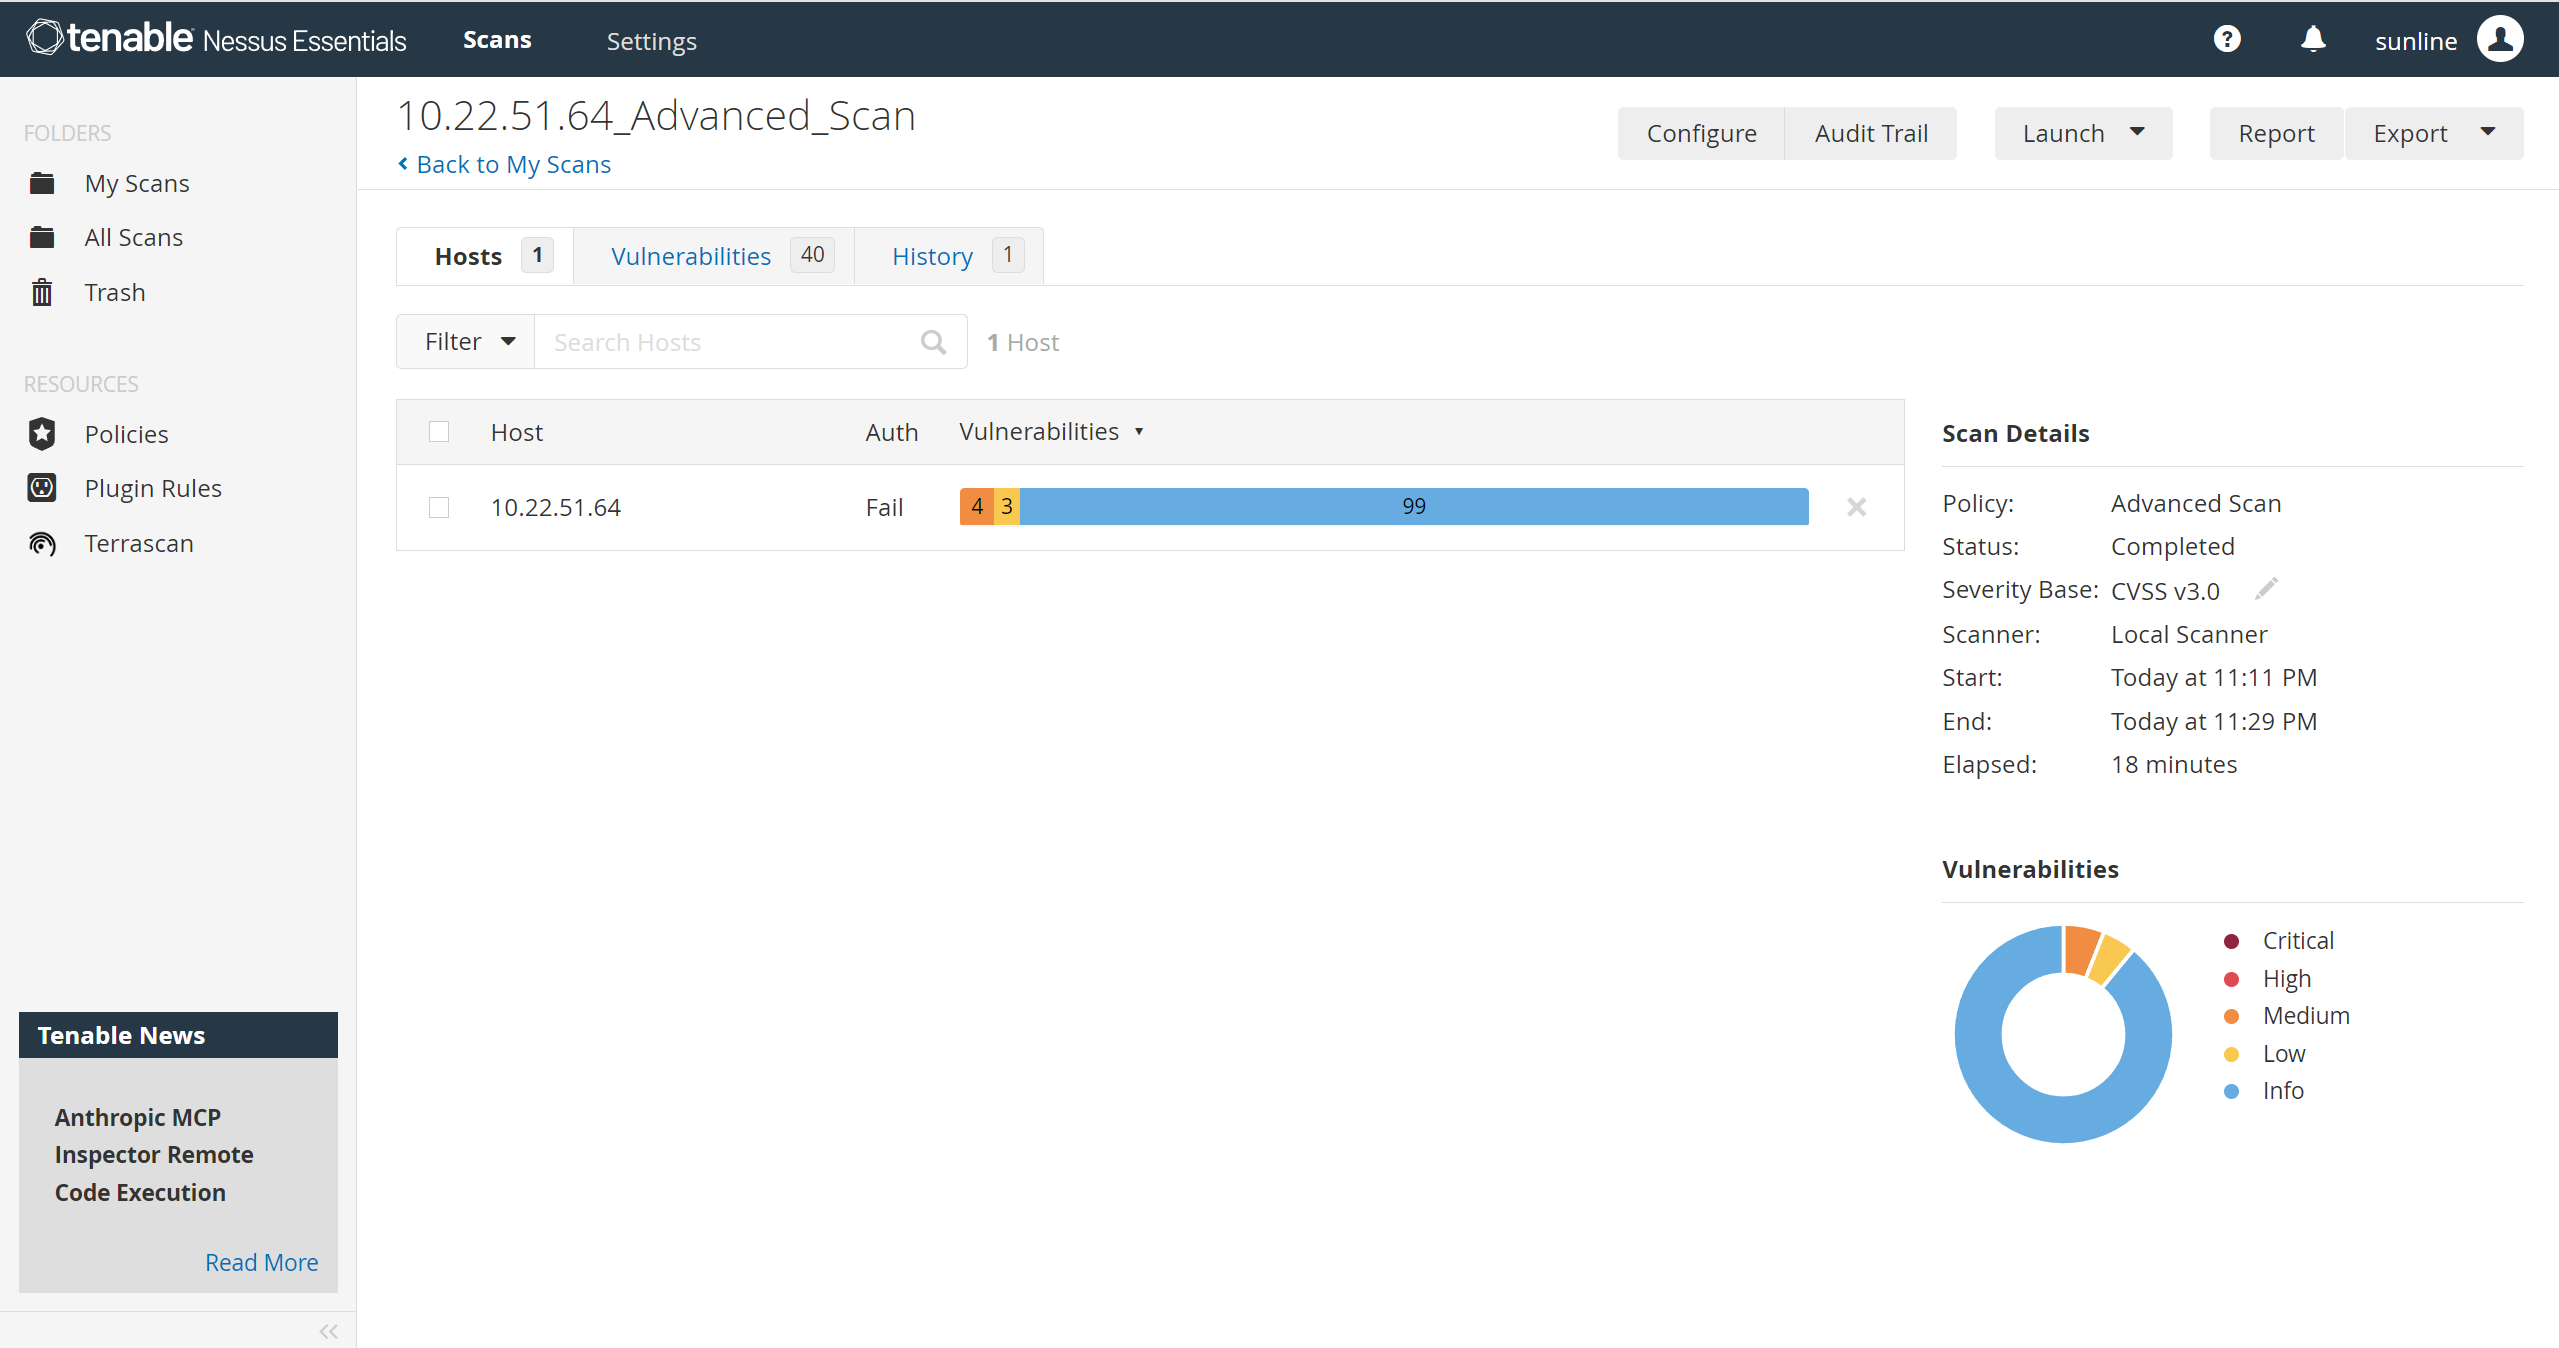 tenable Nessus Essentials Scans Settings sunline
FOLDERS
My Scans
All Scans
Trash
RESOURCES
Policies
Plugin Rules
Terrascan
Tenable News
Anthropic MCP
Inspector Remote
Code Execution
Read More
10.22.51.64_Advanced_Scan
Back to My Scans
Configure Audit Trail Launch Report Export
Hosts 1 Vulnerabilities 40 History 1
Filter Search Hosts 1 Host
Host Auth Vulnerabilities
10.22.51.64 Fail 4 3 99
Scan Details
Policy: Advanced Scan
Status: Completed
Severity Base: CVSS v3.0
Scanner: Local Scanner
Start: Today at 11:11 PM
End: Today at 11:29 PM
Elapsed: 18 minutes
Vulnerabilities
Critical
High
Medium
Low
Info